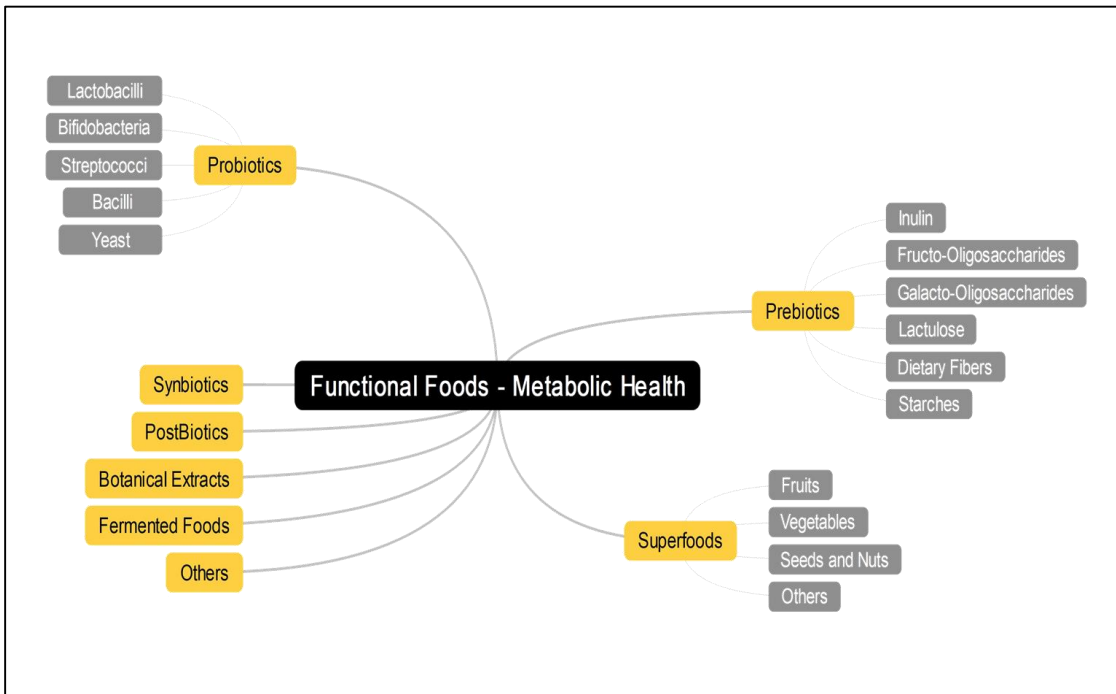 Lactobacilli
Bifidobacteria
Streptococci
Bacilli
Yeast
Probiotics
Inulin
Fructo-Oligosaccharides
Galacto-Oligosaccharides
Lactulose
Dietary Fibers
Starches
Prebiotics
Functional Foods - Metabolic Health
Synbiotics
PostBiotics
Botanical Extracts
Fermented Foods
Others
Superfoods
Fruits
Vegetables
Seeds and Nuts
Others